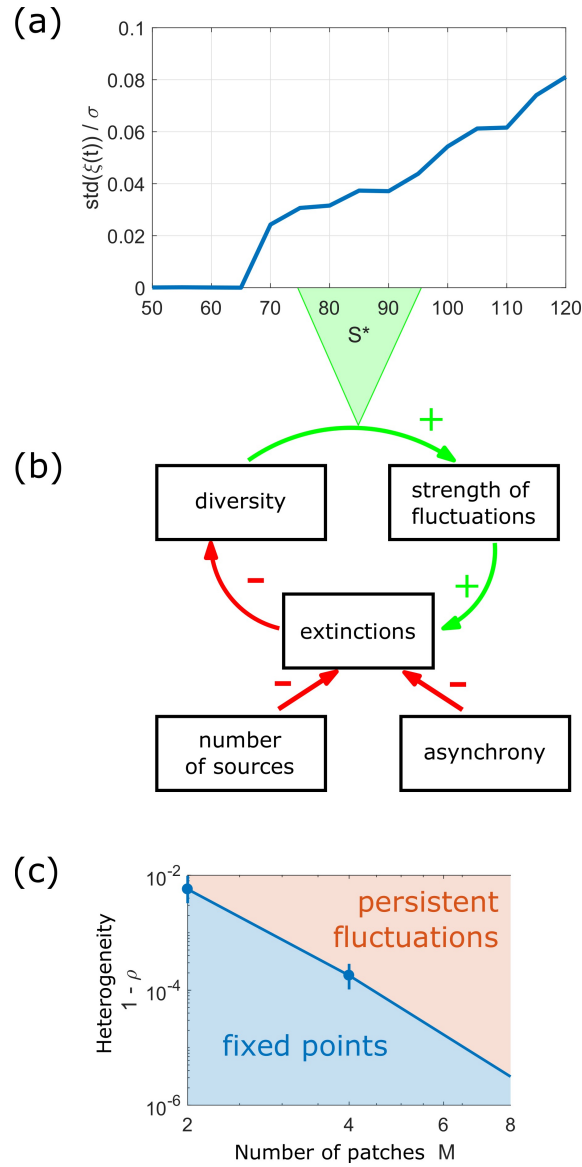 (a)
0.1
0.08
0.06
0.04
0.02
0
std(ξ(t)) / σ
50 60 70 80 90 100 110 120
S*
(b)
+
diversity
strength of
fluctuations
-
+
extinctions
-
-
number
of sources
asynchrony
(c)
10-2
10-4
10-6
Heterogeneity
1 - ρ
persistent
fluctuations
fixed points
2 4 8
Number of patches M